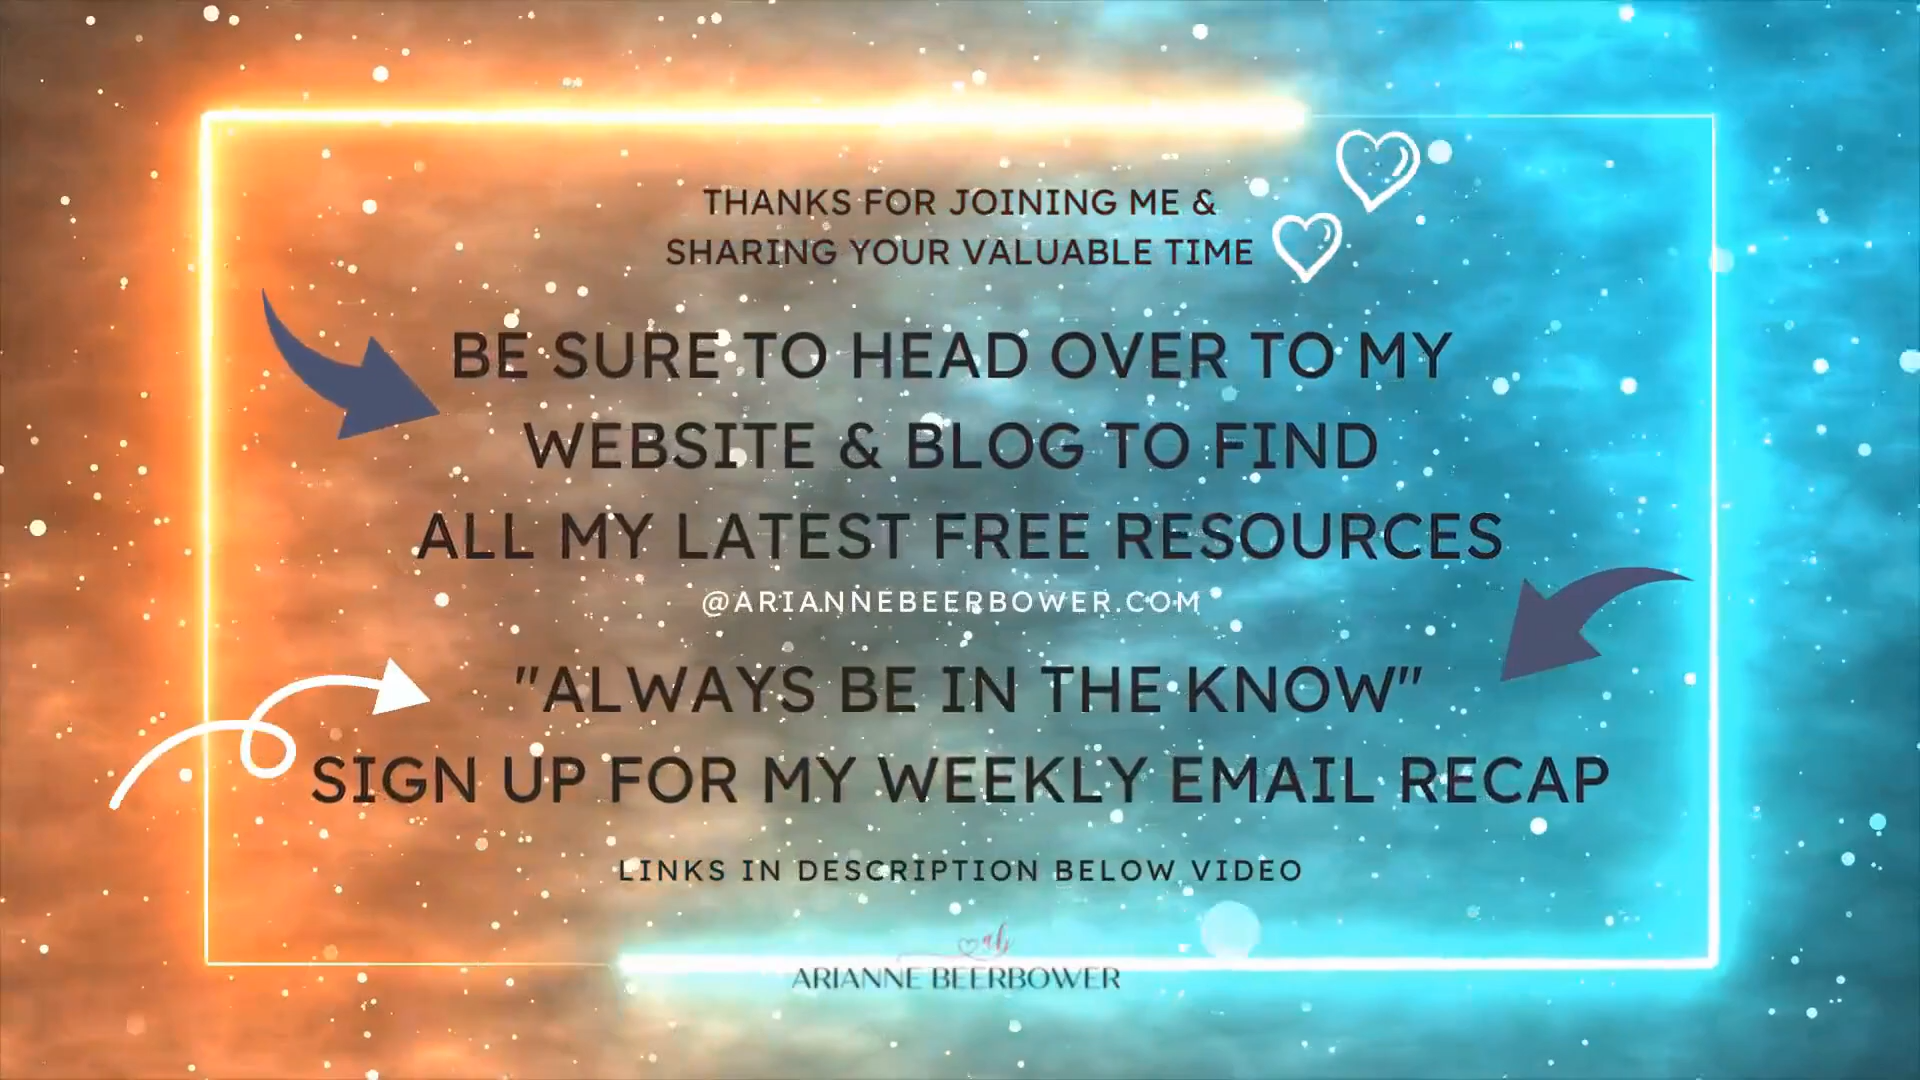 THANKS FOR JOINING ME &
SHARING YOUR VALUABLE TIME
BE SURE TO HEAD OVER TO MY
WEBSITE & BLOG TO FIND
ALL MY LATEST FREE RESOURCES
@ARIANNEBEERBOWER.COM
"ALWAYS BE IN THE KNOW"
SIGN UP FOR MY WEEKLY EMAIL RECAP
LINKS IN DESCRIPTION BELOW VIDEO
ab
ARIANNE BEERBOWER